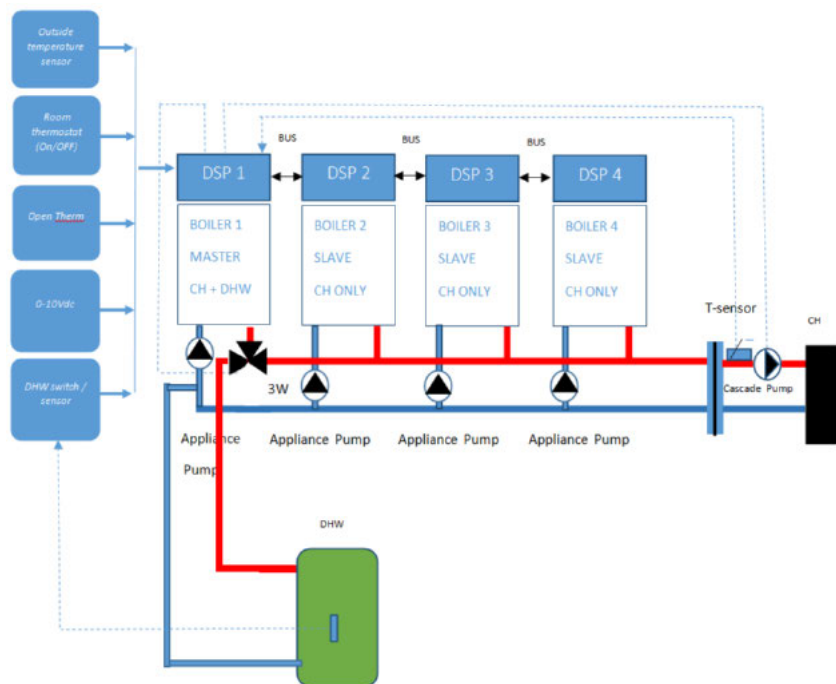 Outside
temperature
sensor
Room
thermostat
(On/OFF)
Open Therm
0-10Vdc
DHW switch /
sensor
BUS
BUS
BUS
DSP 1
DSP 2
DSP 3
DSP 4
BOILER 1
MASTER
CH + DHW
BOILER 2
SLAVE
CH ONLY
BOILER 3
SLAVE
CH ONLY
BOILER 4
SLAVE
CH ONLY
T-sensor
CH
3W
Cascade Pump
Appliance
Pump
Appliance Pump
Appliance Pump
Appliance Pump
DHW